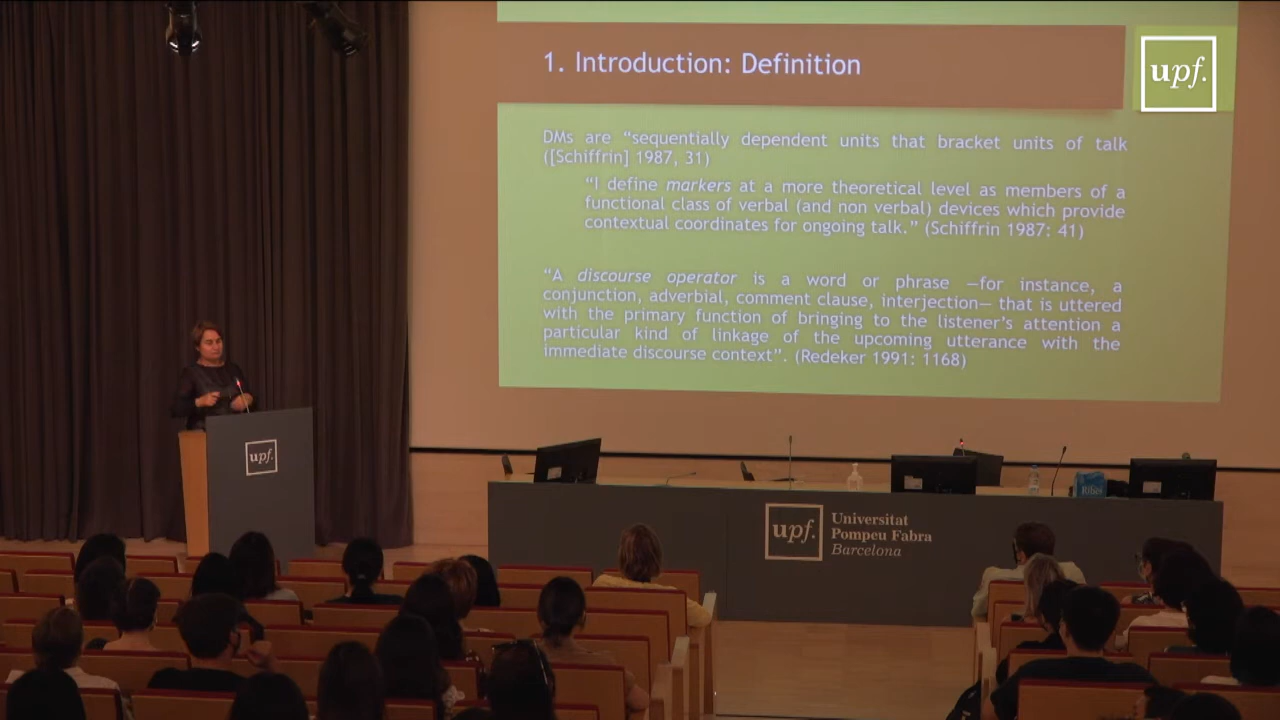 1. Introduction: Definition
upf.
DMs are “sequentially dependent units that bracket units of talk
([Schiffrin] 1987, 31)
“I define markers at a more theoretical level as members of a
functional class of verbal (and non verbal) devices which provide
contextual coordinates for ongoing talk.” (Schiffrin 1987: 41)
“A discourse operator is a word or phrase —for instance, a
conjunction, adverbial, comment clause, interjection— that is uttered
with the primary function of bringing to the listener’s attention a
particular kind of linkage of the upcoming utterance with the
immediate discourse context”. (Redeker 1991: 1168)
upf.
upf.
Universitat
Pompeu Fabra
Barcelona